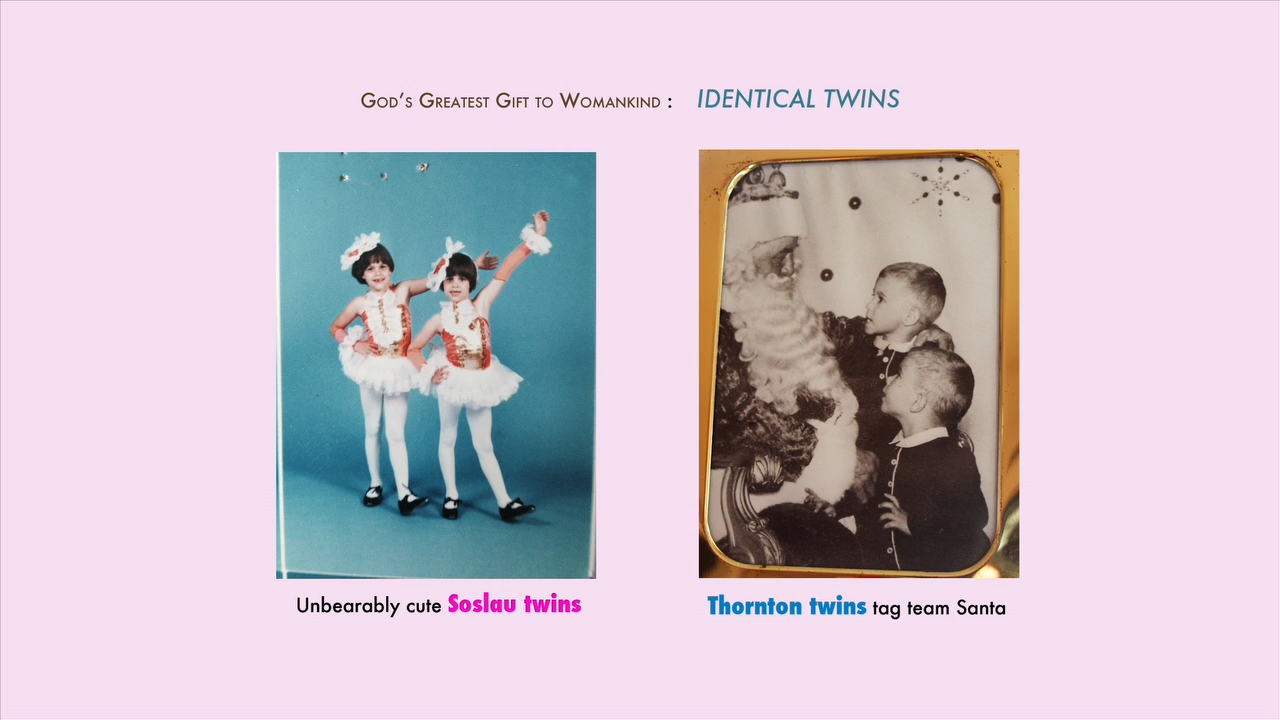 God's Greatest Gift to Womankind : IDENTICAL TWINS
Unbearably cute Soslau twins
Thornton twins tag team Santa